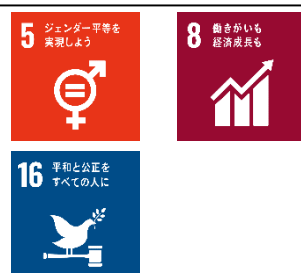 5 ジェンダー平等を
実現しよう
8 働きがいも
経済成長も
16 平和と公正を
すべての人に